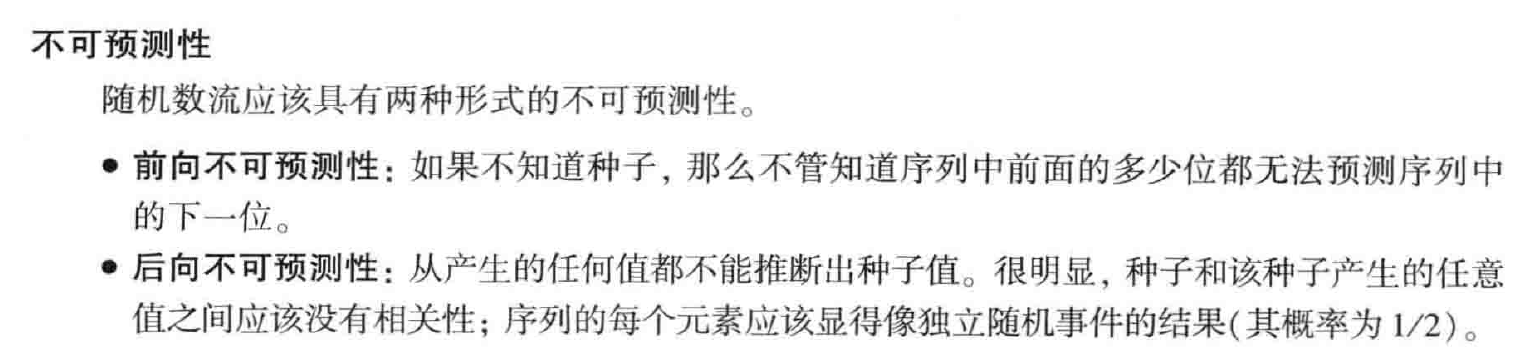 不可预测性
随机数流应该具有两种形式的不可预测性。
● 前向不可预测性：如果不知道种子，那么不管知道序列中前面的多少位都无法预测序列中
的下一位。
● 后向不可预测性：从产生的任何值都不能推断出种子值。很明显，种子和该种子产生的任意
值之间应该没有相关性；序列的每个元素应该显得像独立随机事件的结果(其概率为 1/2)。